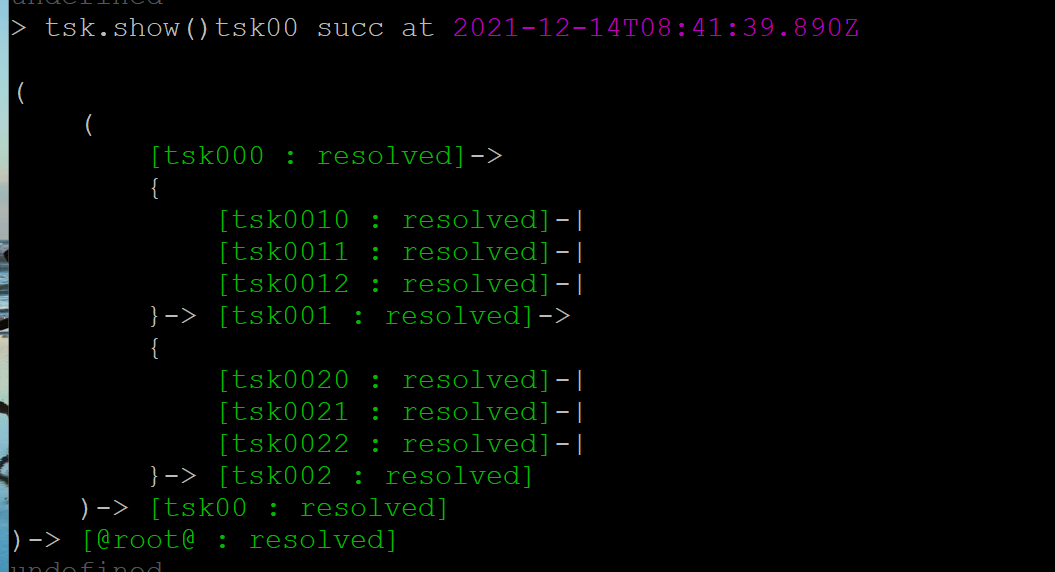 undefined
> tsk.show()tsk00 succ at 2021-12-14T08:41:39.890Z
(
(
[tsk000 : resolved]->
{
[tsk0010 : resolved]-|
[tsk0011 : resolved]-|
[tsk0012 : resolved]-|
}-> [tsk001 : resolved]->
{
[tsk0020 : resolved]-|
[tsk0021 : resolved]-|
[tsk0022 : resolved]-|
}-> [tsk002 : resolved]
)-> [tsk00 : resolved]
)-> [@root@ : resolved]
undefined